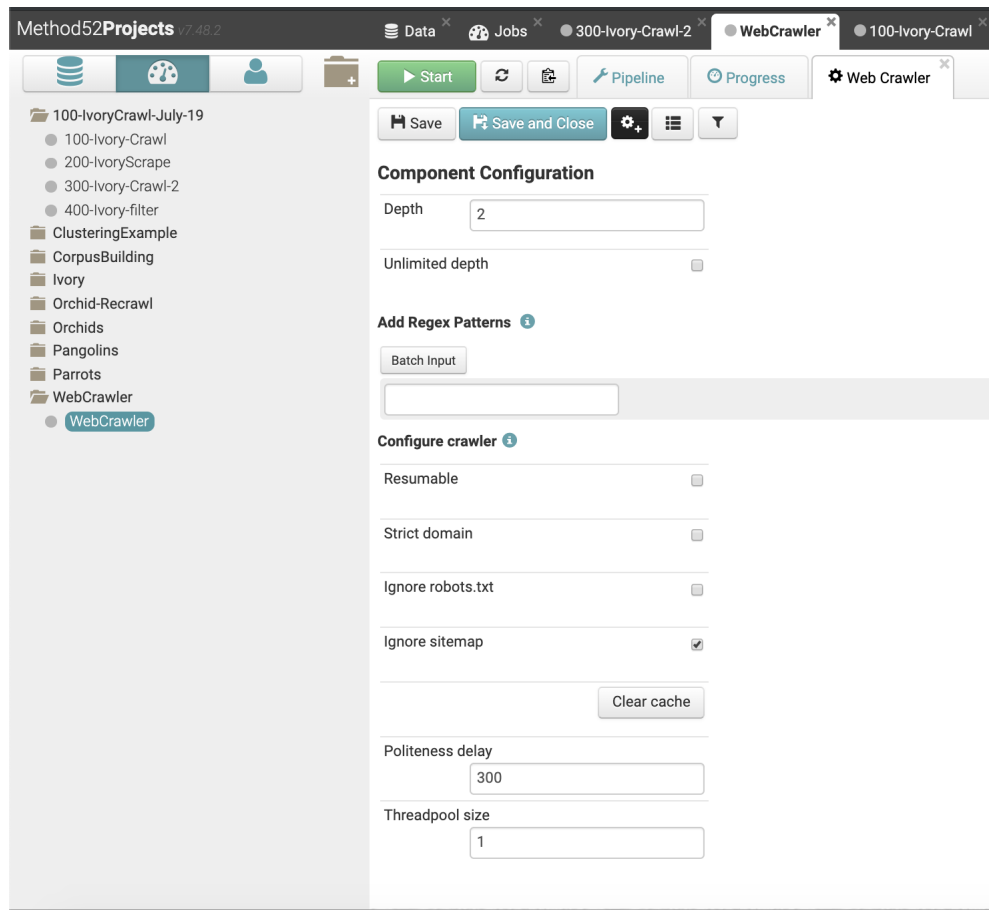 Method52Projects v7.48.2
Data
Jobs
300-Ivory-Crawl-2
WebCrawler
100-Ivory-Crawl
Start
Pipeline
Progress
Web Crawler
100-IvoryCrawl-July-19
100-Ivory-Crawl
200-IvoryScrape
300-Ivory-Crawl-2
400-Ivory-filter
ClusteringExample
CorpusBuilding
Ivory
Orchid-Recrawl
Orchids
Pangolins
Parrots
WebCrawler
WebCrawler
Save
Save and Close
Component Configuration
Depth
2
Unlimited depth
Add Regex Patterns
Batch Input
Configure crawler
Resumable
Strict domain
Ignore robots.txt
Ignore sitemap
Clear cache
Politeness delay
300
Threadpool size
1